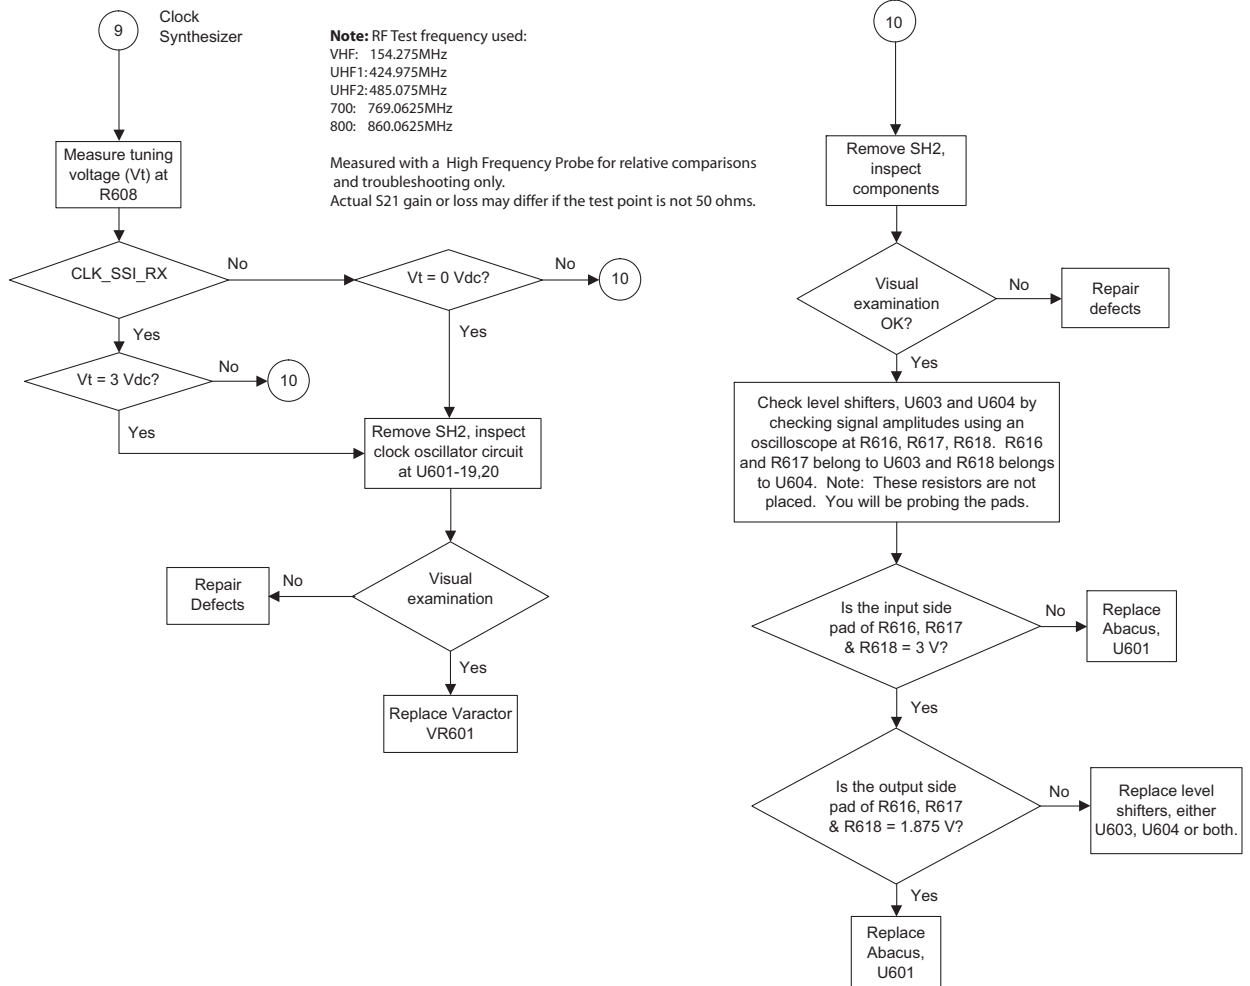 9
Clock
Synthesizer
Note: RF Test frequency used:
VHF: 154.275MHz
UHF1: 424.975MHz
UHF2: 485.075MHz
700: 769.0625MHz
800: 860.0625MHz
Measured with a High Frequency Probe for relative comparisons
and troubleshooting only.
Actual S21 gain or loss may differ if the test point is not 50 ohms.
Measure tuning
voltage (Vt) at
R608
CLK_SSI_RX
No
Vt = 0 Vdc?
No
10
Yes
Yes
Vt = 3 Vdc?
No
10
Yes
Remove SH2, inspect
clock oscillator circuit
at U601-19,20
Visual
examination
No
Repair
Defects
Yes
Replace Varactor
VR601
10
Remove SH2,
inspect
components
Visual
examination
OK?
No
Repair
defects
Yes
Check level shifters, U603 and U604 by
checking signal amplitudes using an
oscilloscope at R616, R617, R618. R616
and R617 belong to U603 and R618 belongs
to U604. Note: These resistors are not
placed. You will be probing the pads.
Is the input side
pad of R616, R617
& R618 = 3 V?
No
Replace
Abacus,
U601
Yes
Is the output side
pad of R616, R617
& R618 = 1.875 V?
No
Replace level
shifters, either
U603, U604 or both.
Yes
Replace
Abacus,
U601